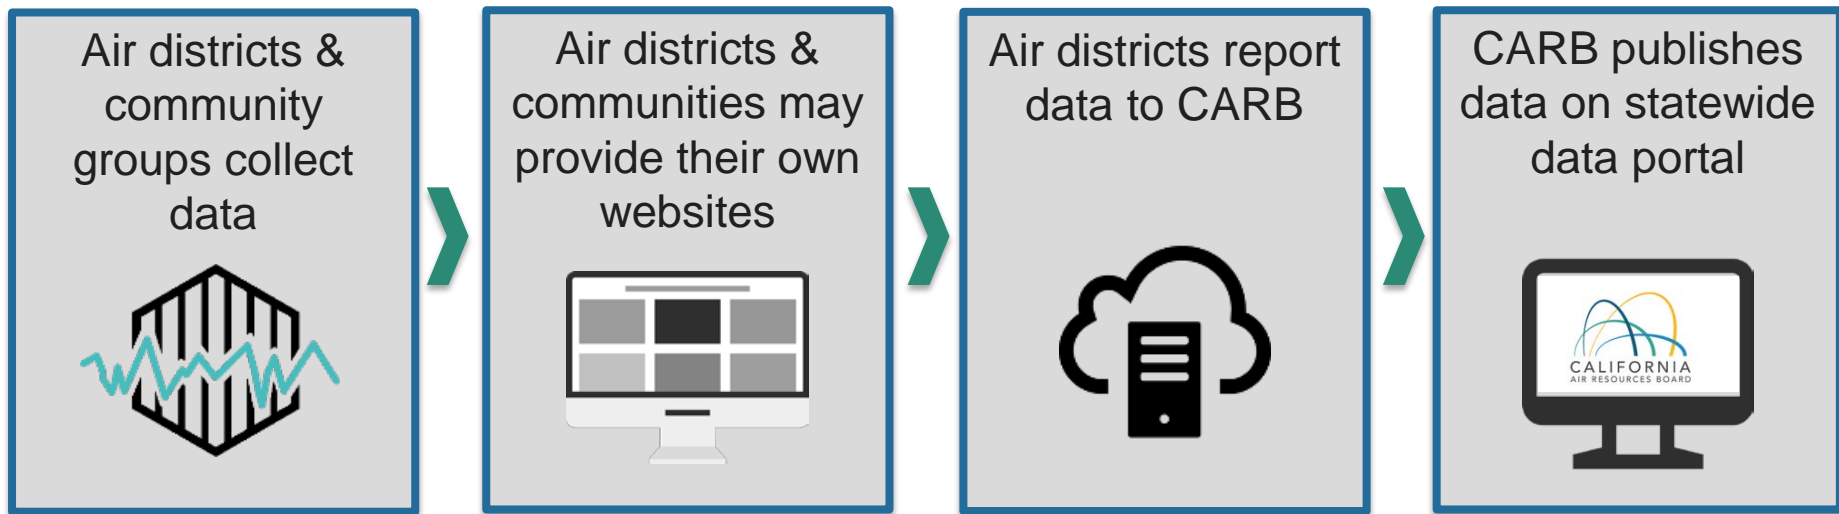 Air districts &
community
groups collect
data
Air districts &
communities may
provide their own
websites
Air districts report
data to CARB
CARB publishes
data on statewide
data portal
CALIFORNIA
AIR RESOURCES BOARD